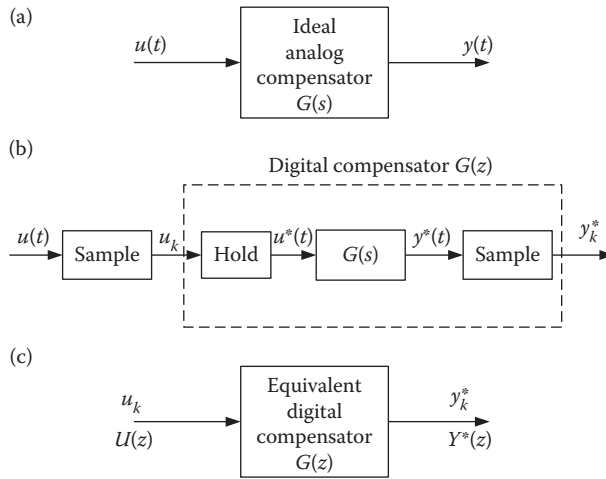 (a)
u(t)
Ideal
analog
compensator
G(s)
y(t)
(b)
Digital compensator G(z)
u(t)
Sample
u_k
Hold
u*(t)
G(s)
y*(t)
Sample
y*_k
(c)
u_k
U(z)
Equivalent
digital
compensator
G(z)
y*_k
Y*(z)